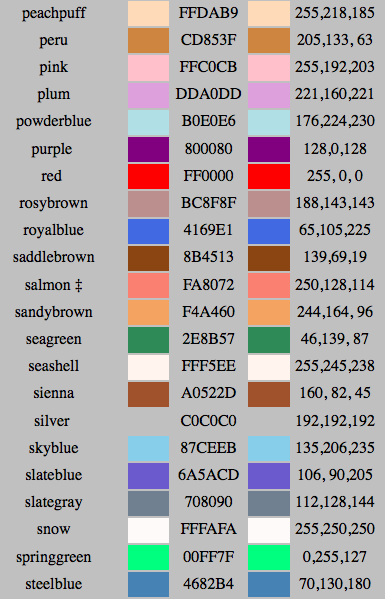 peachpuff FFDAB9 255,218,185
peru CD853F 205,133, 63
pink FFC0CB 255,192,203
plum DDA0DD 221,160,221
powderblue B0E0E6 176,224,230
purple 800080 128,0,128
red FF0000 255, 0, 0
rosybrown BC8F8F 188,143,143
royalblue 4169E1 65,105,225
saddlebrown 8B4513 139,69,19
salmon ‡ FA8072 250,128,114
sandybrown F4A460 244,164, 96
seagreen 2E8B57 46,139, 87
seashell FFF5EE 255,245,238
sienna A0522D 160, 82, 45
silver C0C0C0 192,192,192
skyblue 87CEEB 135,206,235
slateblue 6A5ACD 106, 90,205
slategray 708090 112,128,144
snow FFFAFA 255,250,250
springgreen 00FF7F 0,255,127
steelblue 4682B4 70,130,180